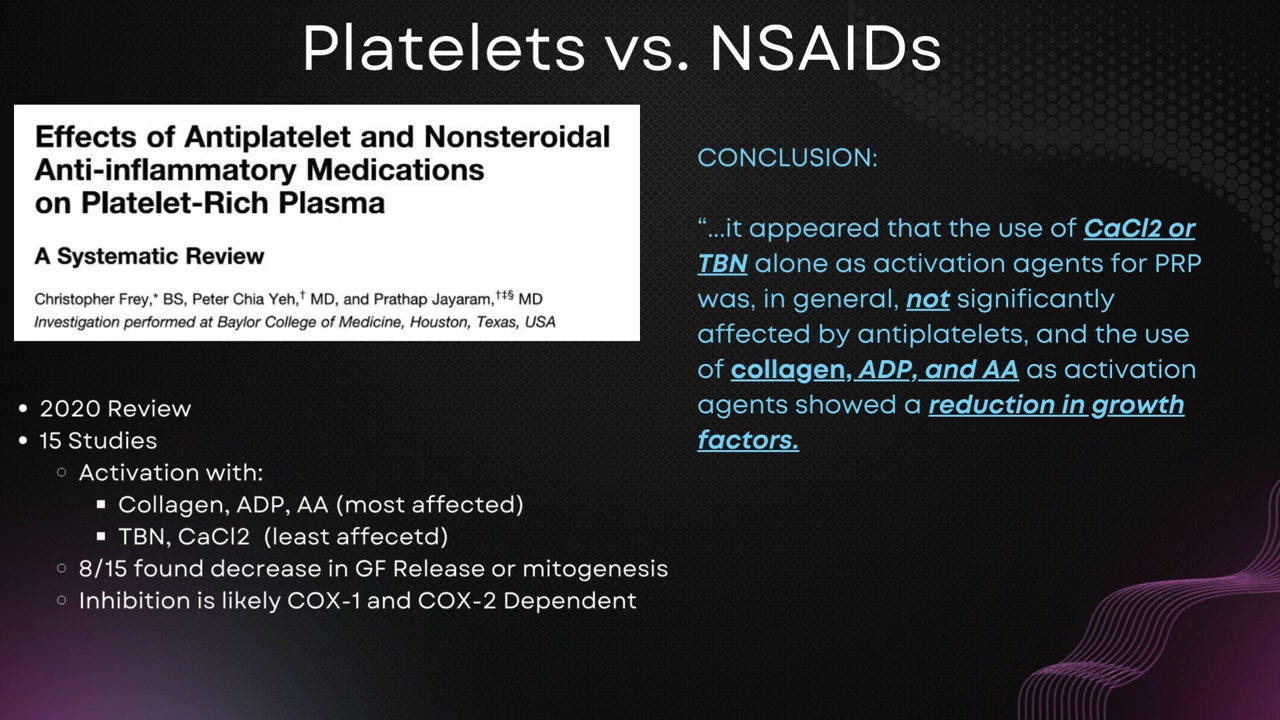 Platelets vs. NSAIDs
Effects of Antiplatelet and Nonsteroidal
Anti-inflammatory Medications
on Platelet-Rich Plasma
A Systematic Review
Christopher Frey,* BS, Peter Chia Yeh,† MD, and Prathap Jayaram,†‡§ MD
Investigation performed at Baylor College of Medicine, Houston, Texas, USA
• 2020 Review
• 15 Studies
○ Activation with:
▪ Collagen, ADP, AA (most affected)
▪ TBN, CaCl2 (least affecetd)
○ 8/15 found decrease in GF Release or mitogenesis
○ Inhibition is likely COX-1 and COX-2 Dependent
CONCLUSION:
“...it appeared that the use of CaCl2 or
TBN alone as activation agents for PRP
was, in general, not significantly
affected by antiplatelets, and the use
of collagen, ADP, and AA as activation
agents showed a reduction in growth
factors.